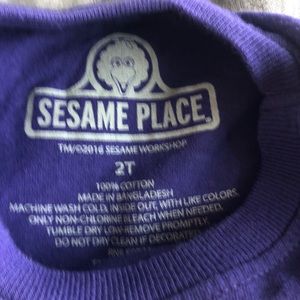 SESAME PLACE
TM/©2016 SESAME WORKSHOP
2T
100% COTTON
MADE IN BANGLADESH
MACHINE WASH COLD, INSIDE OUT, WITH LIKE COLORS.
ONLY NON-CHLORINE BLEACH WHEN NEEDED.
TUMBLE DRY LOW-REMOVE PROMPTLY.
DO NOT DRY CLEAN IF DECORATED.